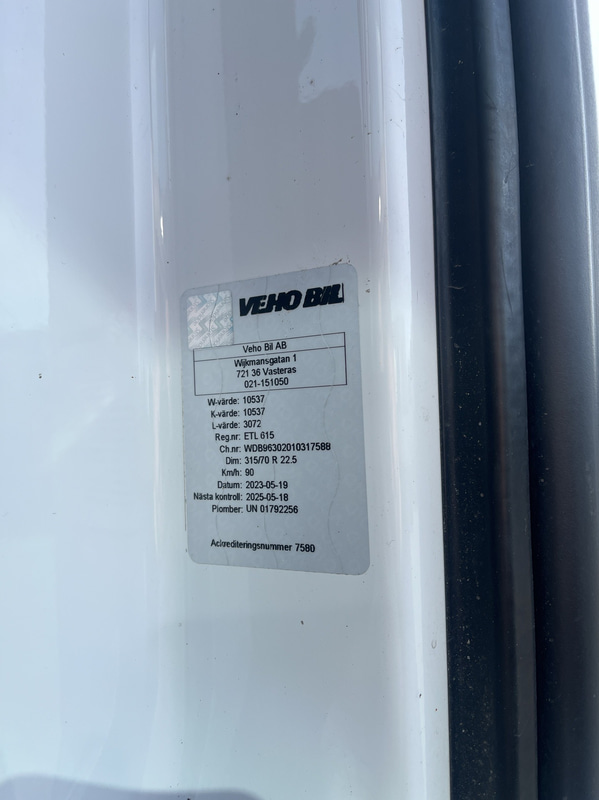 VEHO BIL
Veho Bil AB
Wijkmansgatan 1
721 36 Vasteras
021-151050
W-värde: 10537
K-värde: 10537
L-värde: 3072
Reg.nr: ETL 615
Ch.nr: WDB96302010317588
Dim: 315/70 R 22.5
Km/h: 90
Datum: 2023-05-19
Nästa kontroll: 2025-05-18
Plomber: UN 01792256
Ackrediteringsnummer 7580